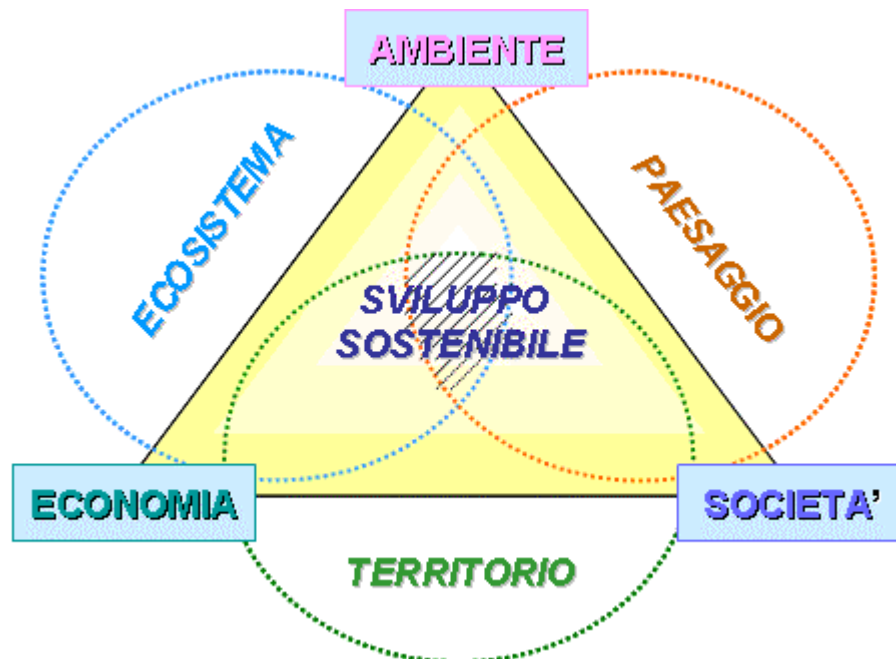 AMBIENTE
ECOSISTEMA
PAESAGGIO
SVILUPPO
SOSTENIBILE
ECONOMIA
SOCIETA'
TERRITORIO